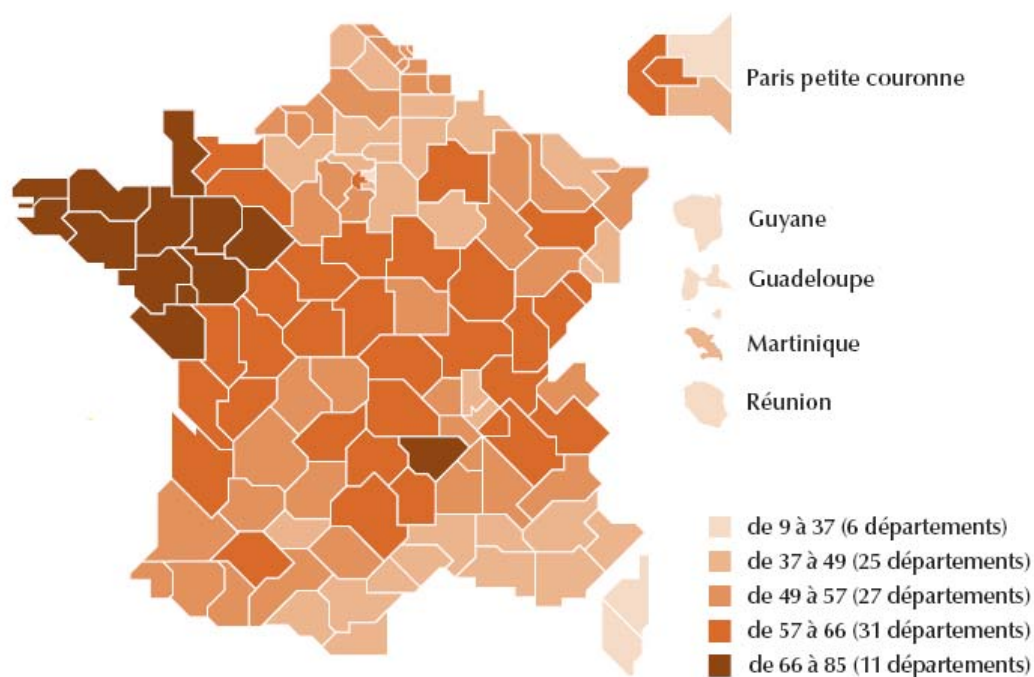 Paris petite couronne
Guyane
Guadeloupe
Martinique
Réunion
de 9 à 37 (6 départements)
de 37 à 49 (25 départements)
de 49 à 57 (27 départements)
de 57 à 66 (31 départements)
de 66 à 85 (11 départements)